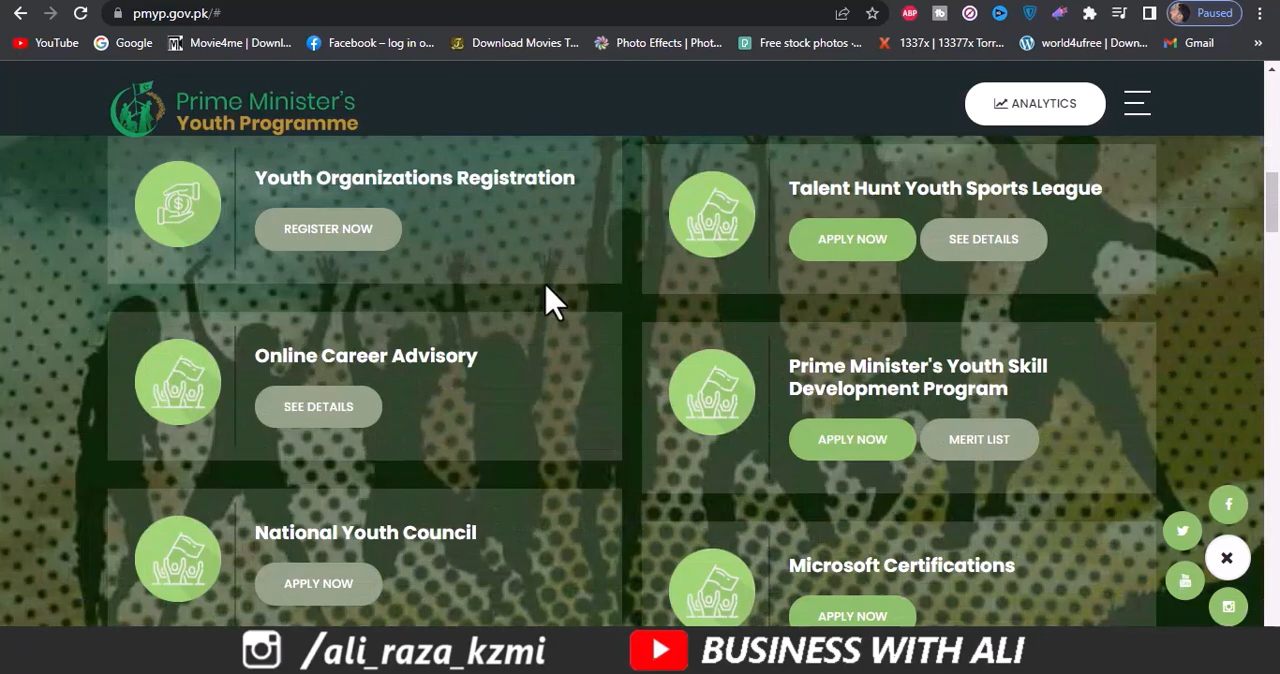 pmyp.gov.pk/#
Paused
YouTube
Google
Movie4me | Downl...
Facebook – log in o...
Download Movies T...
Photo Effects | Phot...
Free stock photos -...
1337x | 13377x Torr...
world4ufree | Down...
Gmail
»
Prime Minister's
Youth Programme
ANALYTICS
Youth Organizations Registration
REGISTER NOW
Talent Hunt Youth Sports League
APPLY NOW
SEE DETAILS
Online Career Advisory
SEE DETAILS
Prime Minister's Youth Skill
Development Program
APPLY NOW
MERIT LIST
National Youth Council
APPLY NOW
Microsoft Certifications
APPLY NOW
/ali_raza_kzmi
BUSINESS WITH ALI